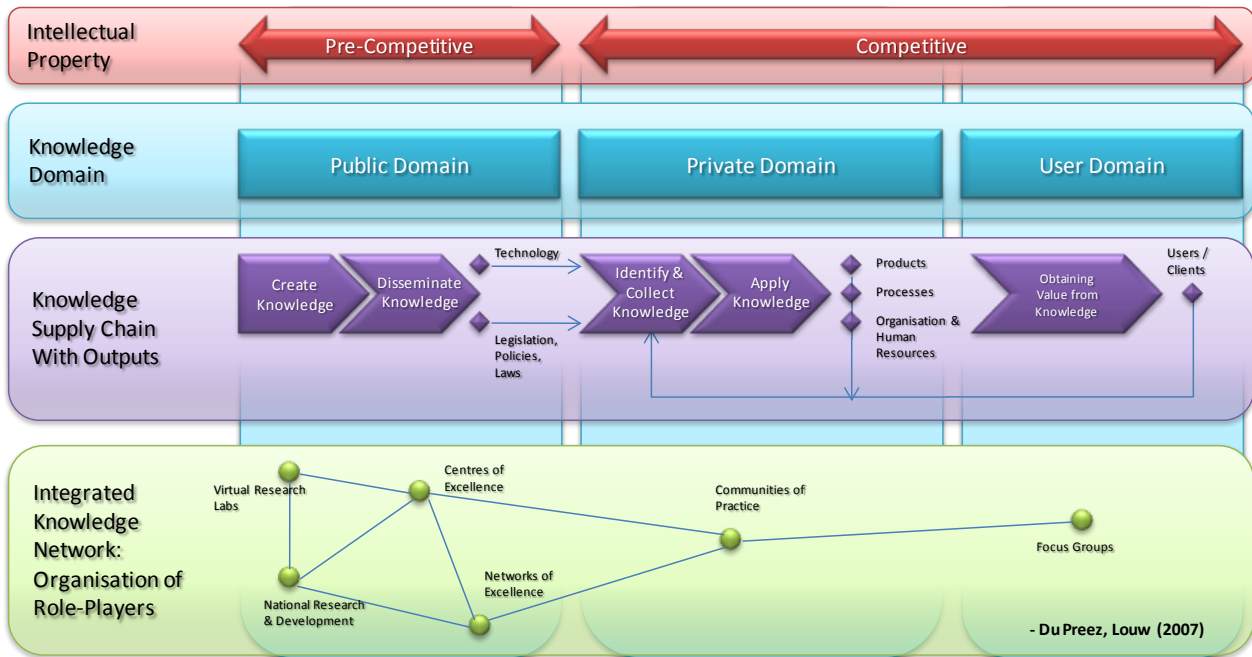 Intellectual
Property
Pre-Competitive
Competitive
Knowledge
Domain
Public Domain
Private Domain
User Domain
Knowledge
Supply Chain
With Outputs
Create
Knowledge
Disseminate
Knowledge
Technology
Legislation,
Policies,
Laws
Identify &
Collect
Knowledge
Apply
Knowledge
Products
Processes
Organisation &
Human
Resources
Obtaining
Value from
Knowledge
Users /
Clients
Integrated
Knowledge
Network:
Organisation of
Role-Players
Virtual Research
Labs
Centres of
Excellence
National Research
& Development
Networks of
Excellence
Communities of
Practice
Focus Groups
- Du Preez, Louw (2007)